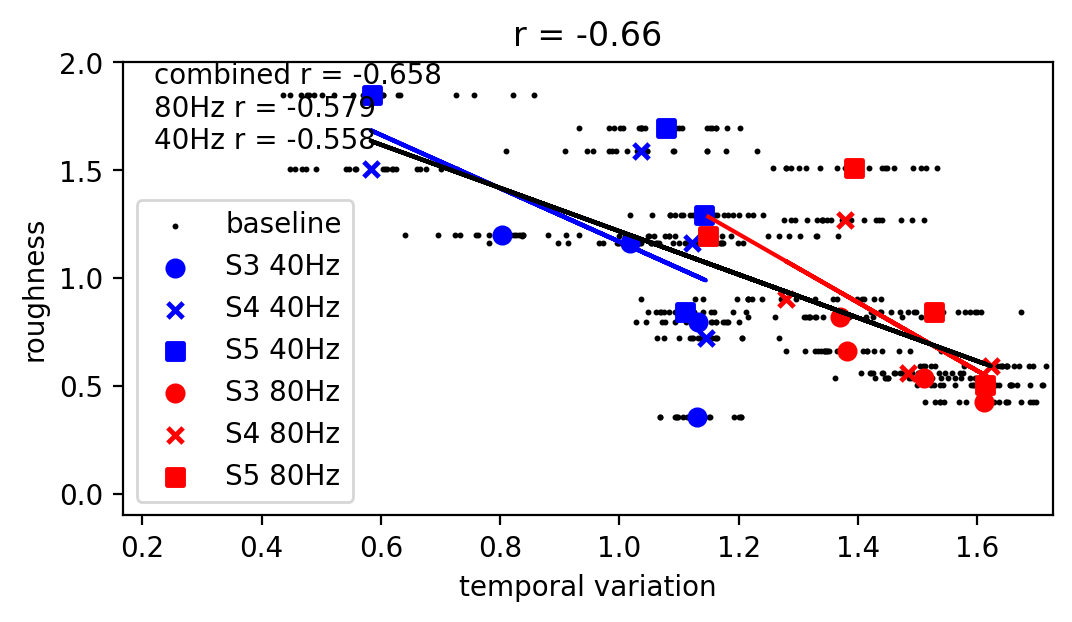 r = -0.66
combined r = -0.658
80Hz r = -0.579
40Hz r = -0.558
2.0
1.5
1.0
0.5
0.0
roughness
baseline
S3 40Hz
S4 40Hz
S5 40Hz
S3 80Hz
S4 80Hz
S5 80Hz
0.2 0.4 0.6 0.8 1.0 1.2 1.4 1.6
temporal variation